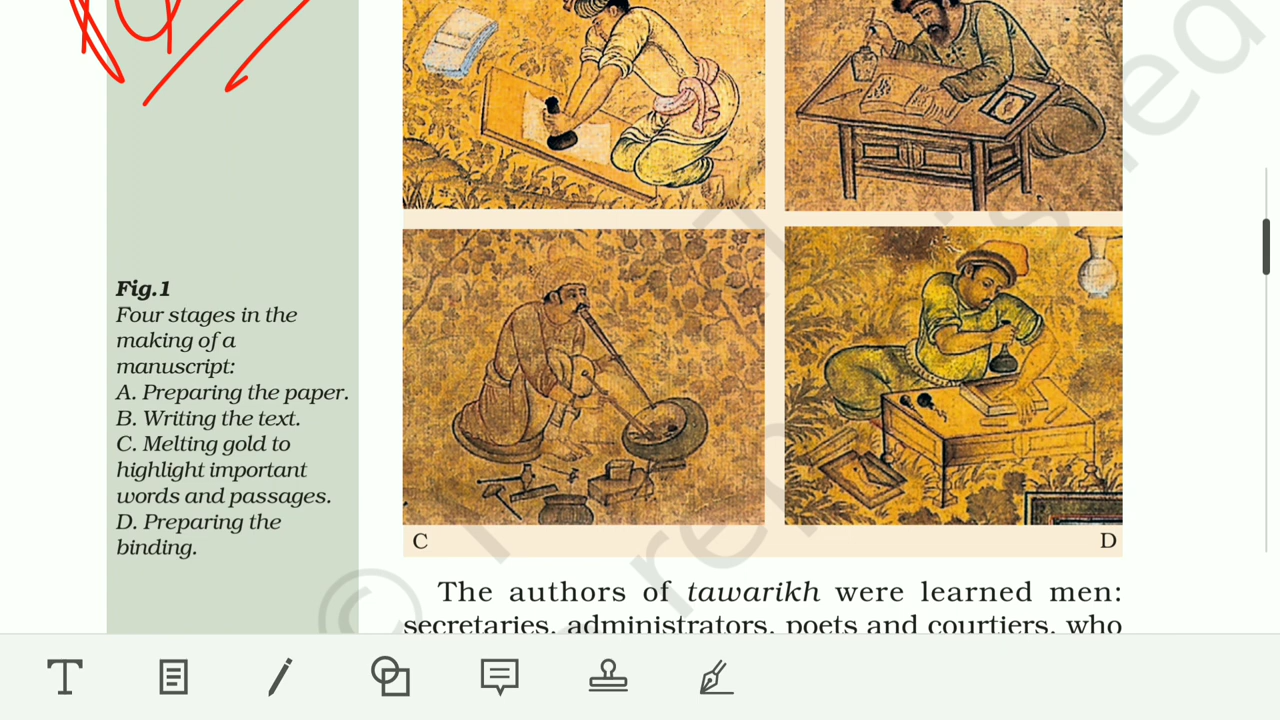 Fig.1
Four stages in the
making of a
manuscript:
A. Preparing the paper.
B. Writing the text.
C. Melting gold to
highlight important
words and passages.
D. Preparing the
binding.
C
D
The authors of tawarikh were learned men:
secretaries, administrators, poets and courtiers, who